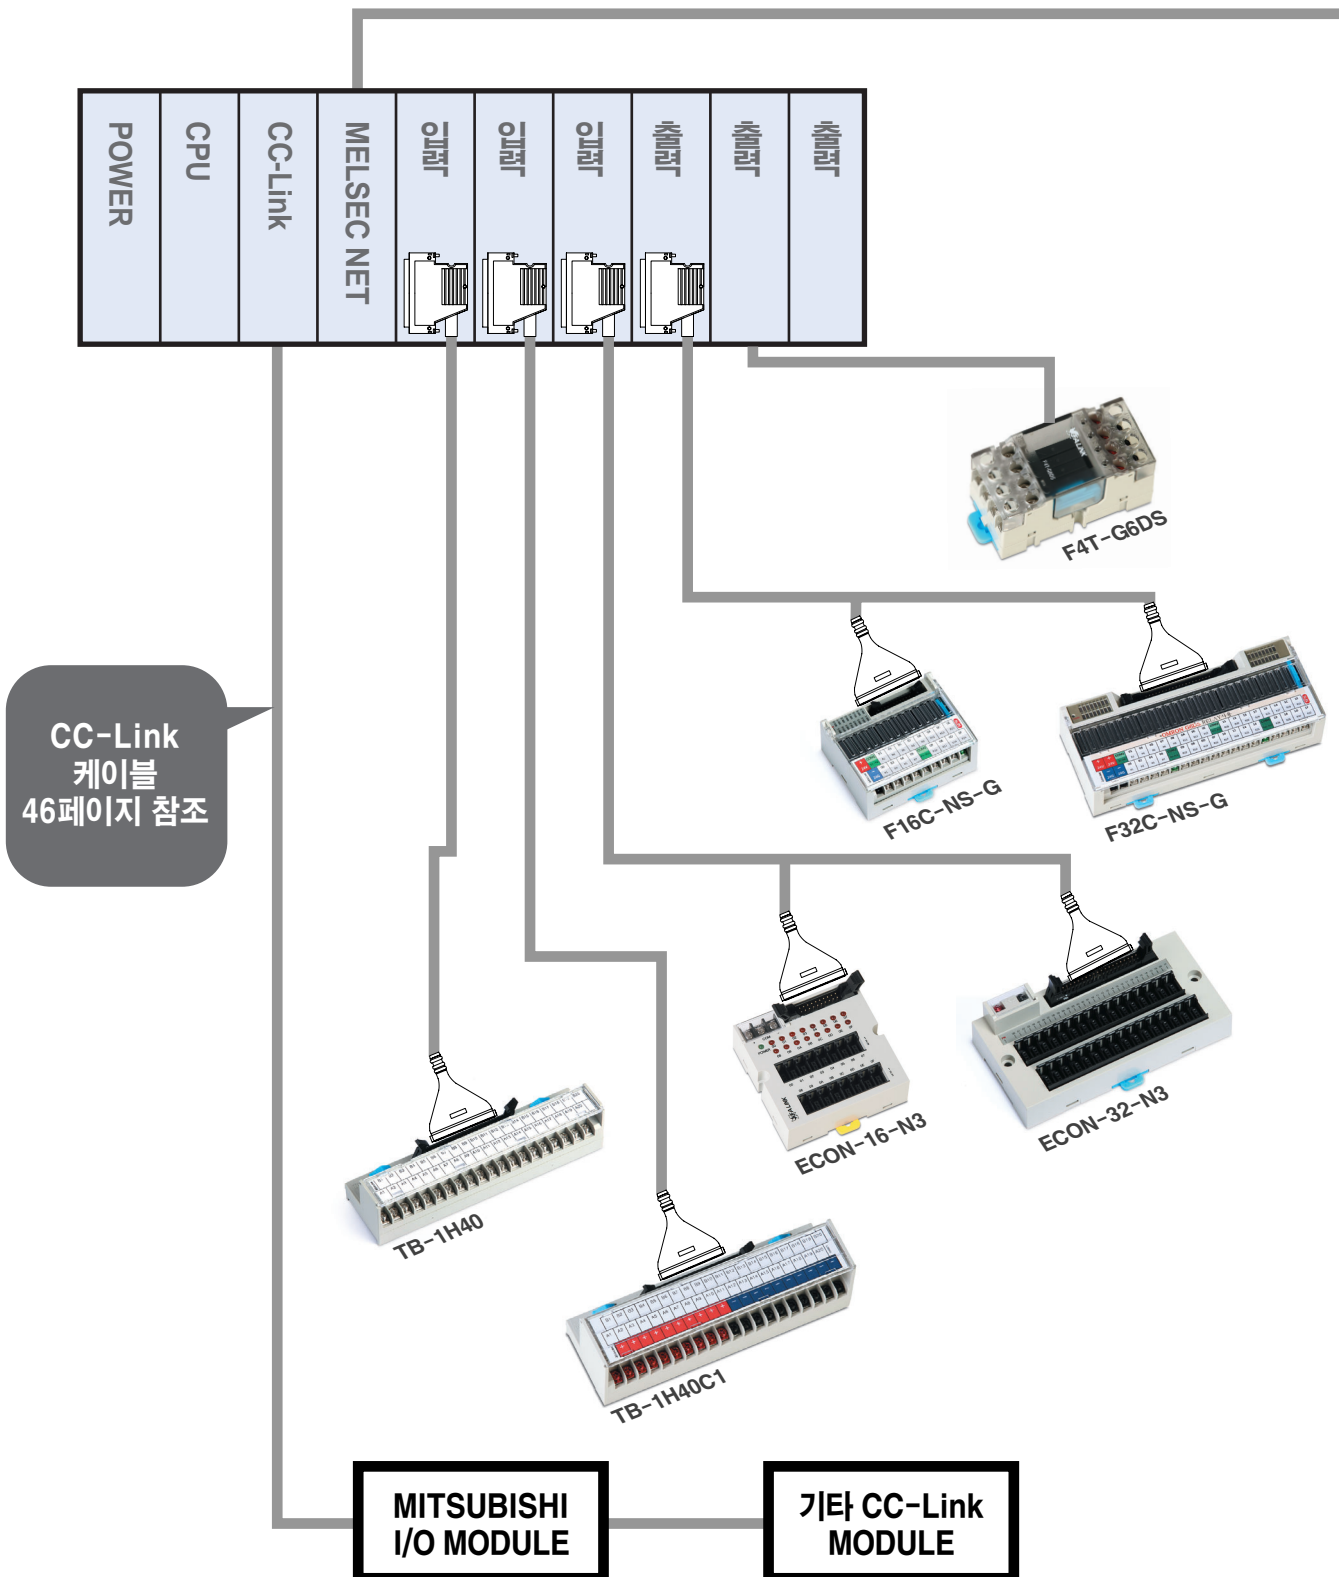 POWER
CPU
CC-Link
MELSEC NET
입력
입력
입력
출력
출력
출력
F4T-G6DS
F16C-NS-G
F32C-NS-G
CC-Link
케이블
46페이지 참조
ECON-16-N3
ECON-32-N3
TB-1H40
TB-1H40C1
MITSUBISHI
I/O MODULE
기타 CC-Link
MODULE